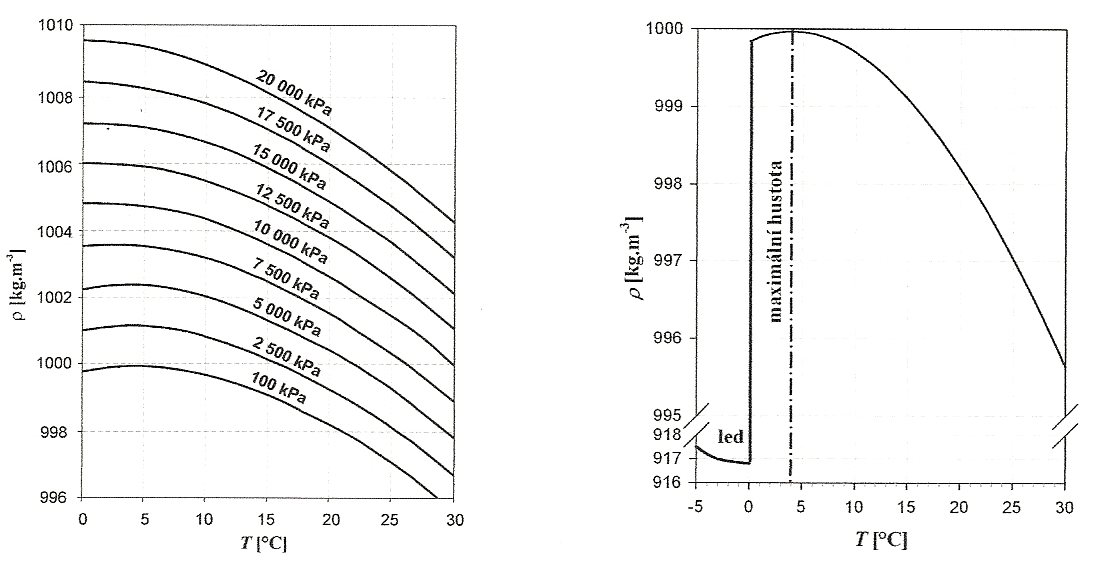 1010
1008
1006
1004
1002
1000
998
996
ρ [kg.m⁻³]
20 000 kPa
17 500 kPa
15 000 kPa
12 500 kPa
10 000 kPa
7 500 kPa
5 000 kPa
2 500 kPa
100 kPa
0 5 10 15 20 25 30
T [°C]
1000
999
998
997
996
995
918
917
916
ρ [kg.m⁻³]
maximální hustota
led
-5 0 5 10 15 20 25 30
T [°C]